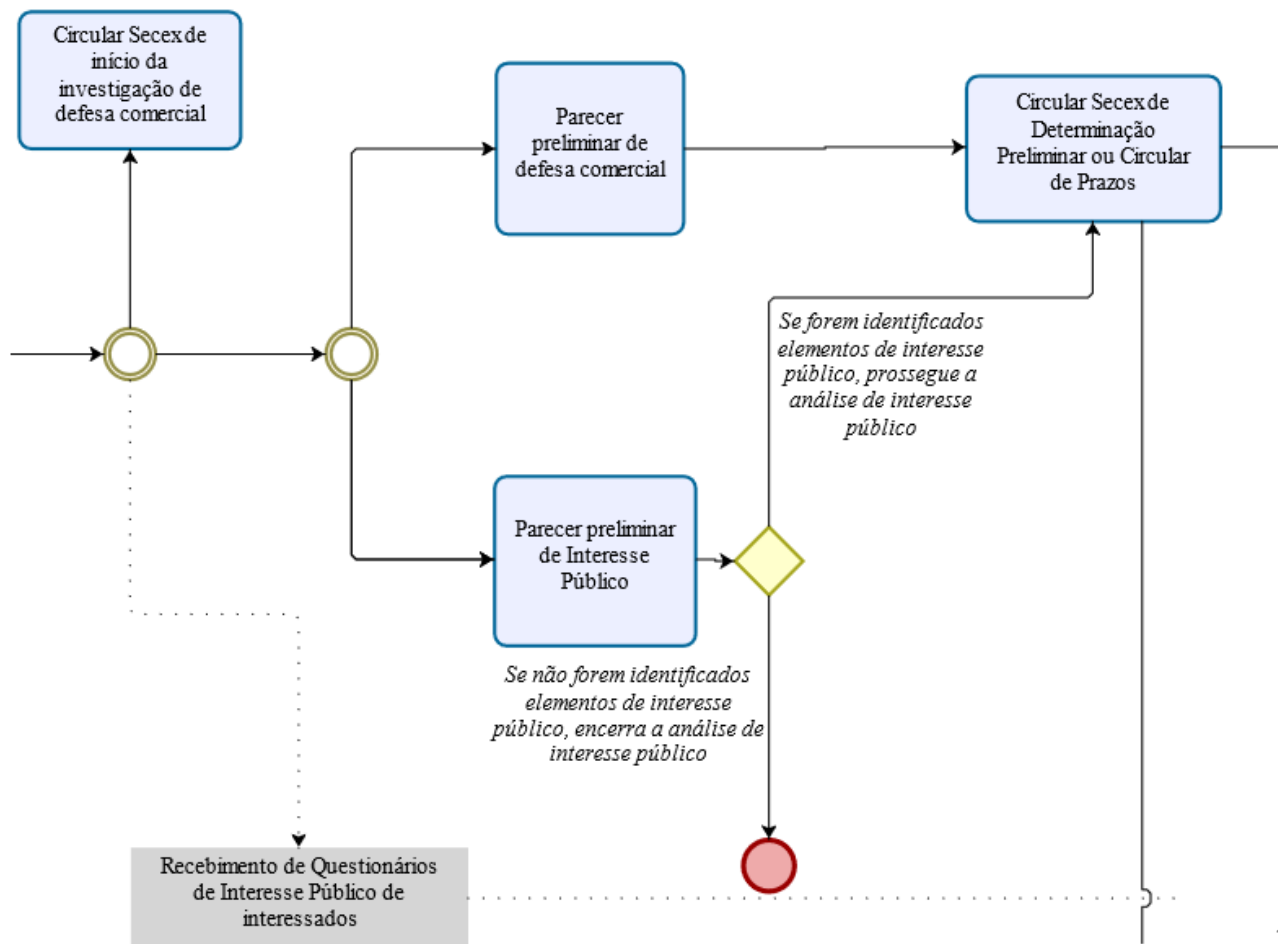 Circular Secex de
início da
investigação de
defesa comercial
Parecer
preliminar de
defesa comercial
Circular Secex de
Determinação
Preliminar ou Circular
de Prazos
Se forem identificados
elementos de interesse
público, prossegue a
análise de interesse
público
Parecer preliminar
de Interesse
Público
Se não forem identificados
elementos de interesse
público, encerra a análise de
interesse público
Recebimento de Questionários
de Interesse Público de
interessados